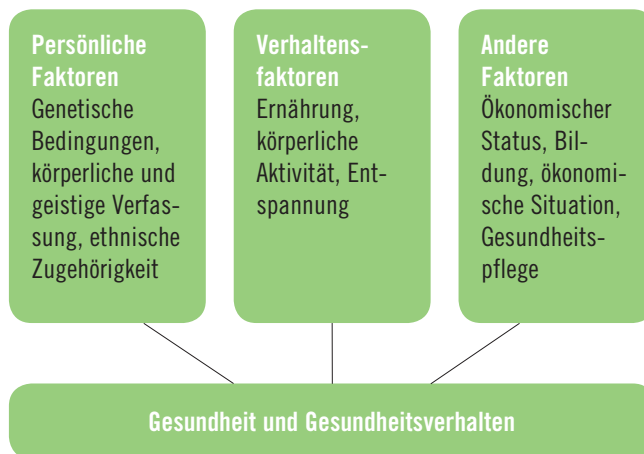 Persönliche
Faktoren
Genetische
Bedingungen,
körperliche und
geistige Verfas-
sung, ethnische
Zugehörigkeit
Verhaltens-
faktoren
Ernährung,
körperliche
Aktivität, Ent-
spannung
Andere
Faktoren
Ökonomischer
Status, Bil-
dung, ökonomi-
sche Situation,
Gesundheits-
pflege
Gesundheit und Gesundheitsverhalten